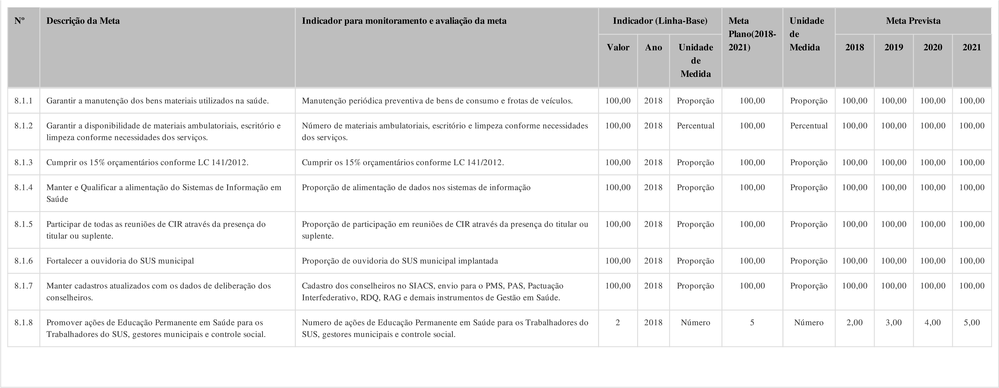 Nº Descrição da Meta Indicador para monitoramento e avaliação da meta Indicador (Linha-Base) Meta Plano(2018-2021) Unidade de Medida Meta Prevista
Valor Ano Unidade de Medida 2018 2019 2020 2021
8.1.1 Garantir a manutenção dos bens materiais utilizados na saúde. Manutenção periódica preventiva de bens de consumo e frotas de veículos. 100,00 2018 Proporção 100,00 Proporção 100,00 100,00 100,00 100,00
8.1.2 Garantir a disponibilidade de materiais ambulatoriais, escritório e Número de materiais ambulatoriais, escritório e limpeza conforme necessidades 100,00 2018 Percentual 100,00 Percentual 100,00 100,00 100,00 100,00
limpeza conforme necessidades dos serviços. dos serviços.
8.1.3 Cumprir os 15% orçamentários conforme LC 141/2012. Cumprir os 15% orçamentários conforme LC 141/2012. 100,00 2018 Proporção 100,00 Proporção 100,00 100,00 100,00 100,00
8.1.4 Manter e Qualificar a alimentação do Sistemas de Informação em Proporção de alimentação de dados nos sistemas de informação 100,00 2018 Proporção 100,00 Proporção 100,00 100,00 100,00 100,00
Saúde
8.1.5 Participar de todas as reuniões de CIR através da presença do Proporção de participação em reuniões de CIR através da presença do titular ou 100,00 2018 Proporção 100,00 Proporção 100,00 100,00 100,00 100,00
titular ou suplente. suplente.
8.1.6 Fortalecer a ouvidoria do SUS municipal Proporção de ouvidoria do SUS municipal implantada 100,00 2018 Proporção 100,00 Proporção 100,00 100,00 100,00 100,00
8.1.7 Manter cadastros atualizados com os dados de deliberação dos Cadastro dos conselheiros no SIACS, envio para o PMS, PAS, Pactuação 100,00 2018 Proporção 100,00 Proporção 100,00 100,00 100,00 100,00
conselheiros. Interfederativo, RDQ, RAG e demais instrumentos de Gestão em Saúde.
8.1.8 Promover ações de Educação Permanente em Saúde para os Numero de ações de Educação Permanente em Saúde para os Trabalhadores do 2 2018 Número 5 Número 2,00 3,00 4,00 5,00
Trabalhadores do SUS, gestores municipais e controle social. SUS, gestores municipais e controle social.